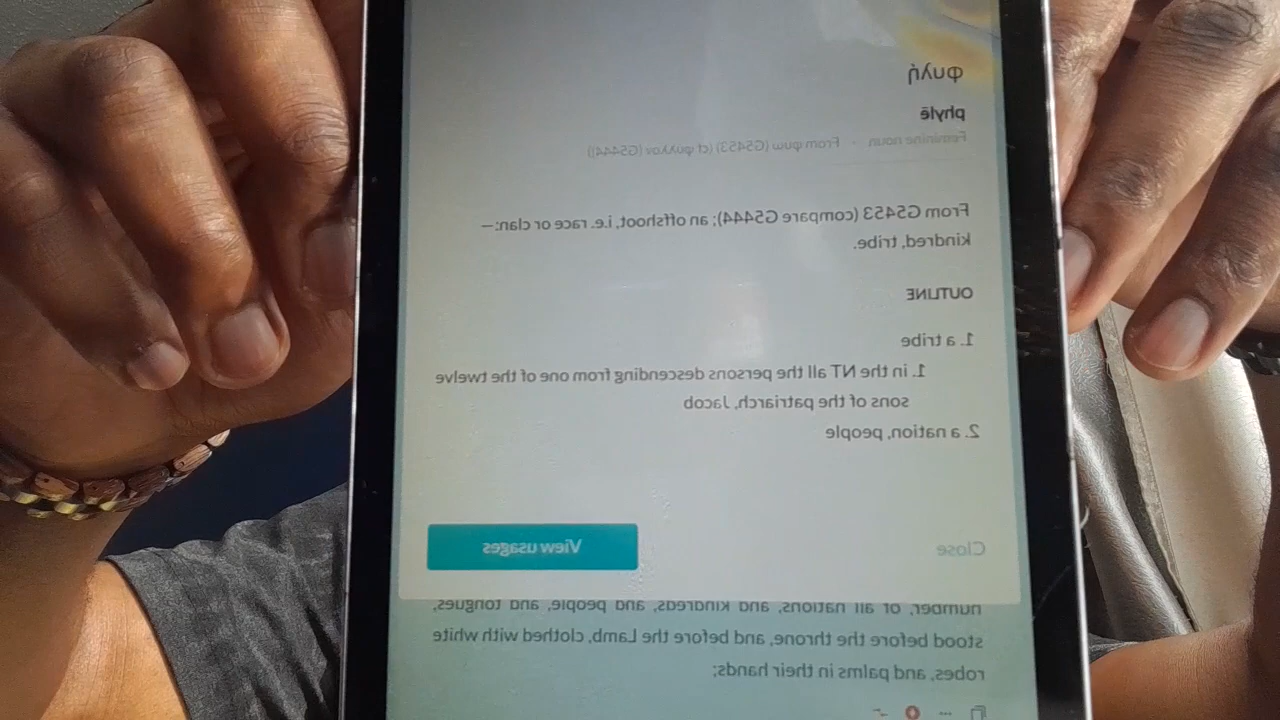 φυλή
phylē
Feminine noun - From φυω (G5453) (cf φυλλον (G5444))
From G5453 (compare G5444); an offshoot, i.e. race or clan:—
kindred, tribe.
OUTLINE
1. a tribe
1. in the NT all the persons descending from one of the twelve
sons of the patriarch, Jacob
2. a nation, people
Close View usages
number, of all nations, and kindreds, and people, and tongues,
stood before the throne, and before the Lamb, clothed with white
robes, and palms in their hands;